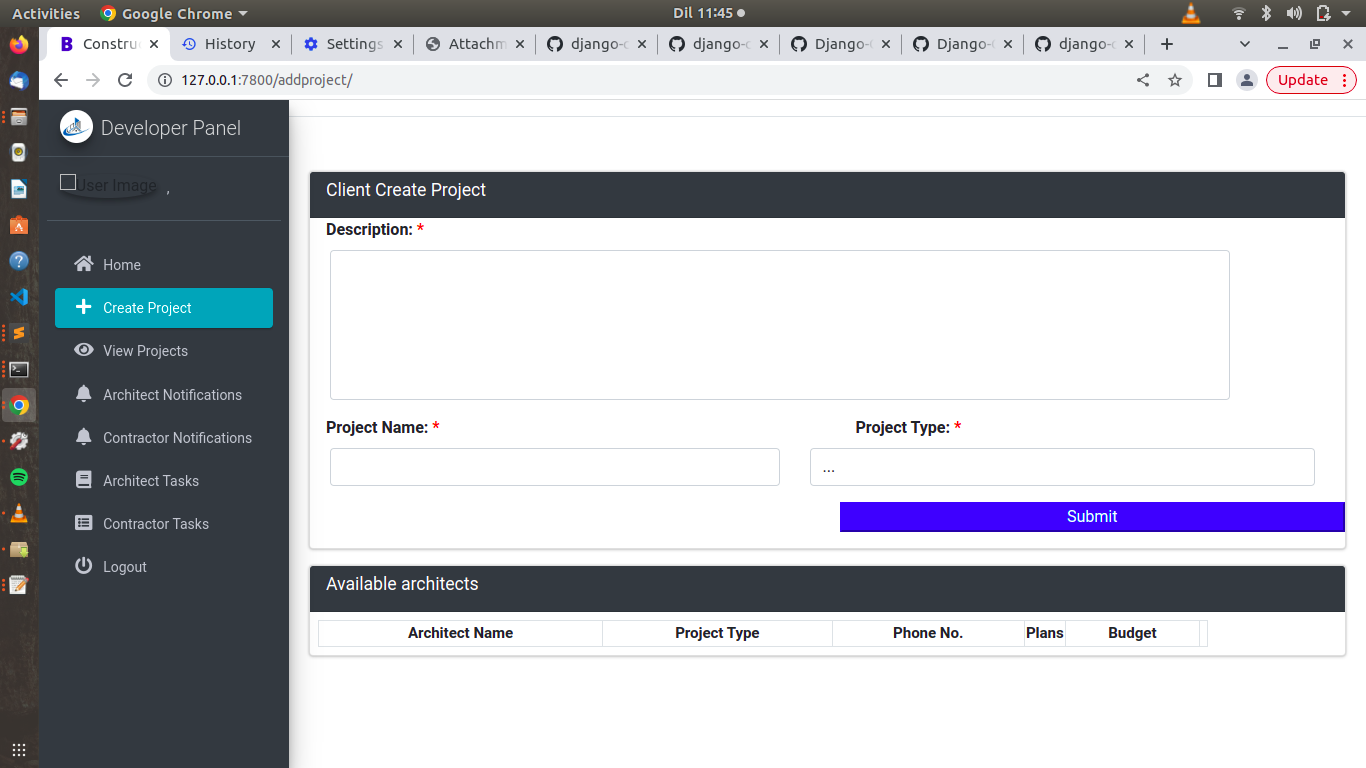 Activities Google Chrome Dil 11:45
Constru History Settings Attachm django-c django-c Django-C Django-C django-c
127.0.0.1:7800/addproject/ Update
Developer Panel
User Image ,
Home
Create Project
View Projects
Architect Notifications
Contractor Notifications
Architect Tasks
Contractor Tasks
Logout
Client Create Project
Description: *
Project Name: * Project Type: *
...
Submit
Available architects
Architect Name Project Type Phone No. Plans Budget